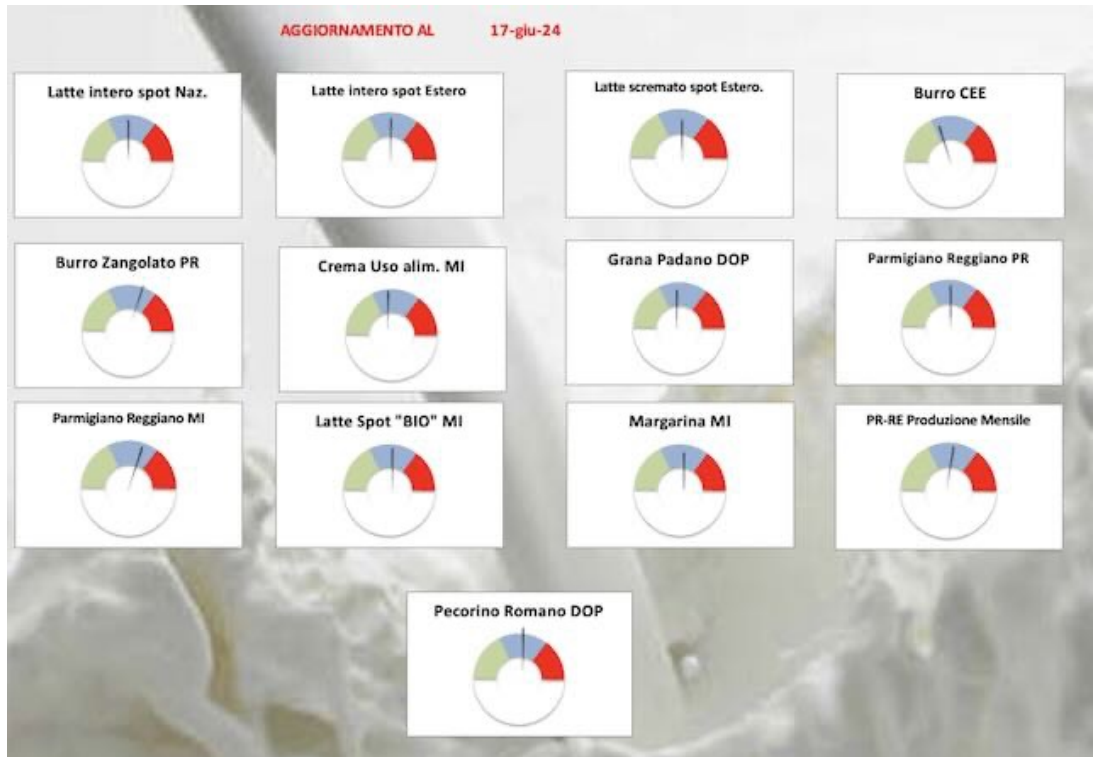 AGGIORNAMENTO AL 17-giu-24
Latte intero spot Naz.
Latte intero spot Estero
Latte scremato spot Estero.
Burro CEE
Burro Zangolato PR
Crema Uso alim. MI
Grana Padano DOP
Parmigiano Reggiano PR
Parmigiano Reggiano MI
Latte Spot "BIO" MI
Margarina MI
PR-RE Produzione Mensile
Pecorino Romano DOP